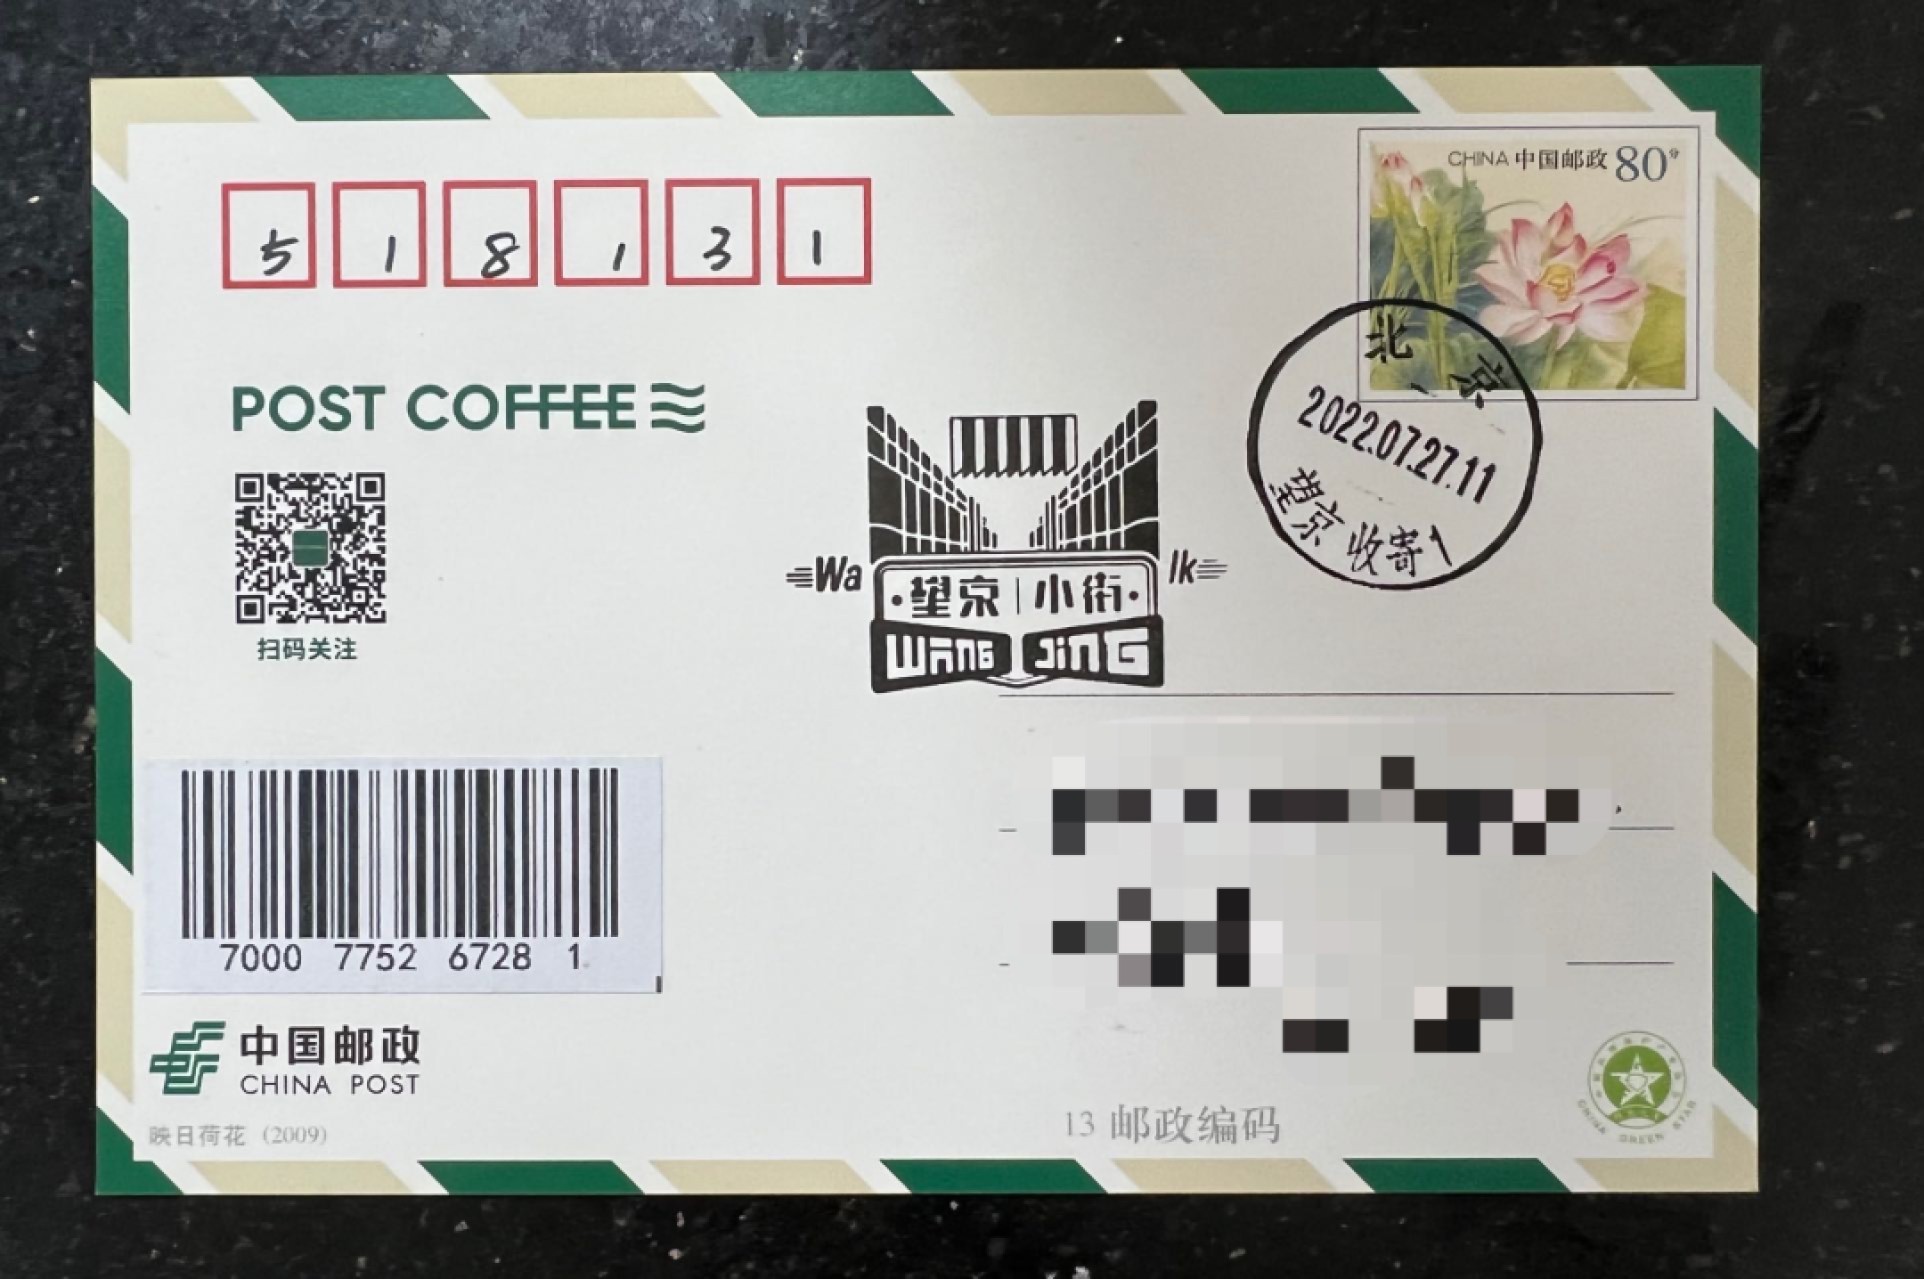 CHINA 中国邮政 80分
5 1 8 1 3 1
北京
2022.07.27.11
望京收寄1
POST COFFEE
扫码关注
Wa lk
·望京|小街·
WANG JING
7000 7752 6728 1
中国邮政
CHINA POST
映日荷花 (2009)
13 邮政编码
CHINA GREEN STAR